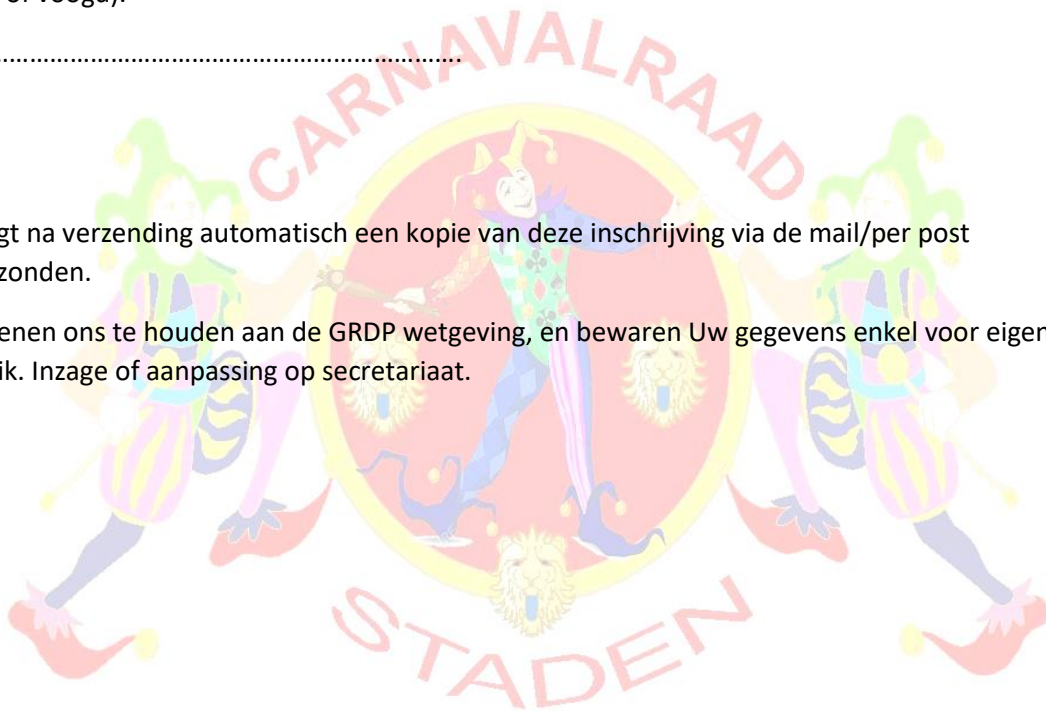 of voogd).
……………………………………………………….
CARNAVALRAAD
gt na verzending automatisch een kopie van deze inschrijving via de mail/per post
zonden.
enen ons te houden aan de GRDP wetgeving, en bewaren Uw gegevens enkel voor eigen
ik. Inzage of aanpassing op secretariaat.
STADEN